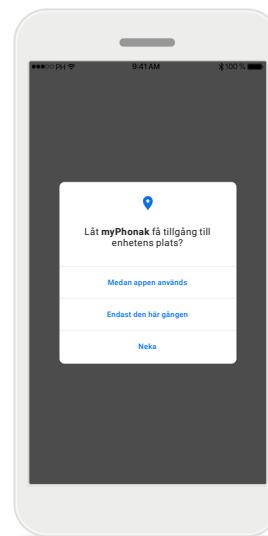 PH 9:41 AM 100 %
Låt myPhonak få tillgång till
enhetens plats?
Medan appen används
Endast den här gången
Neka